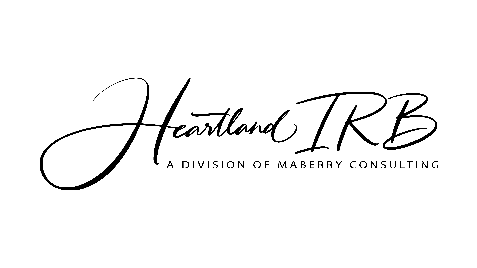 Heartland IRB
A DIVISION OF MABERRY CONSULTING